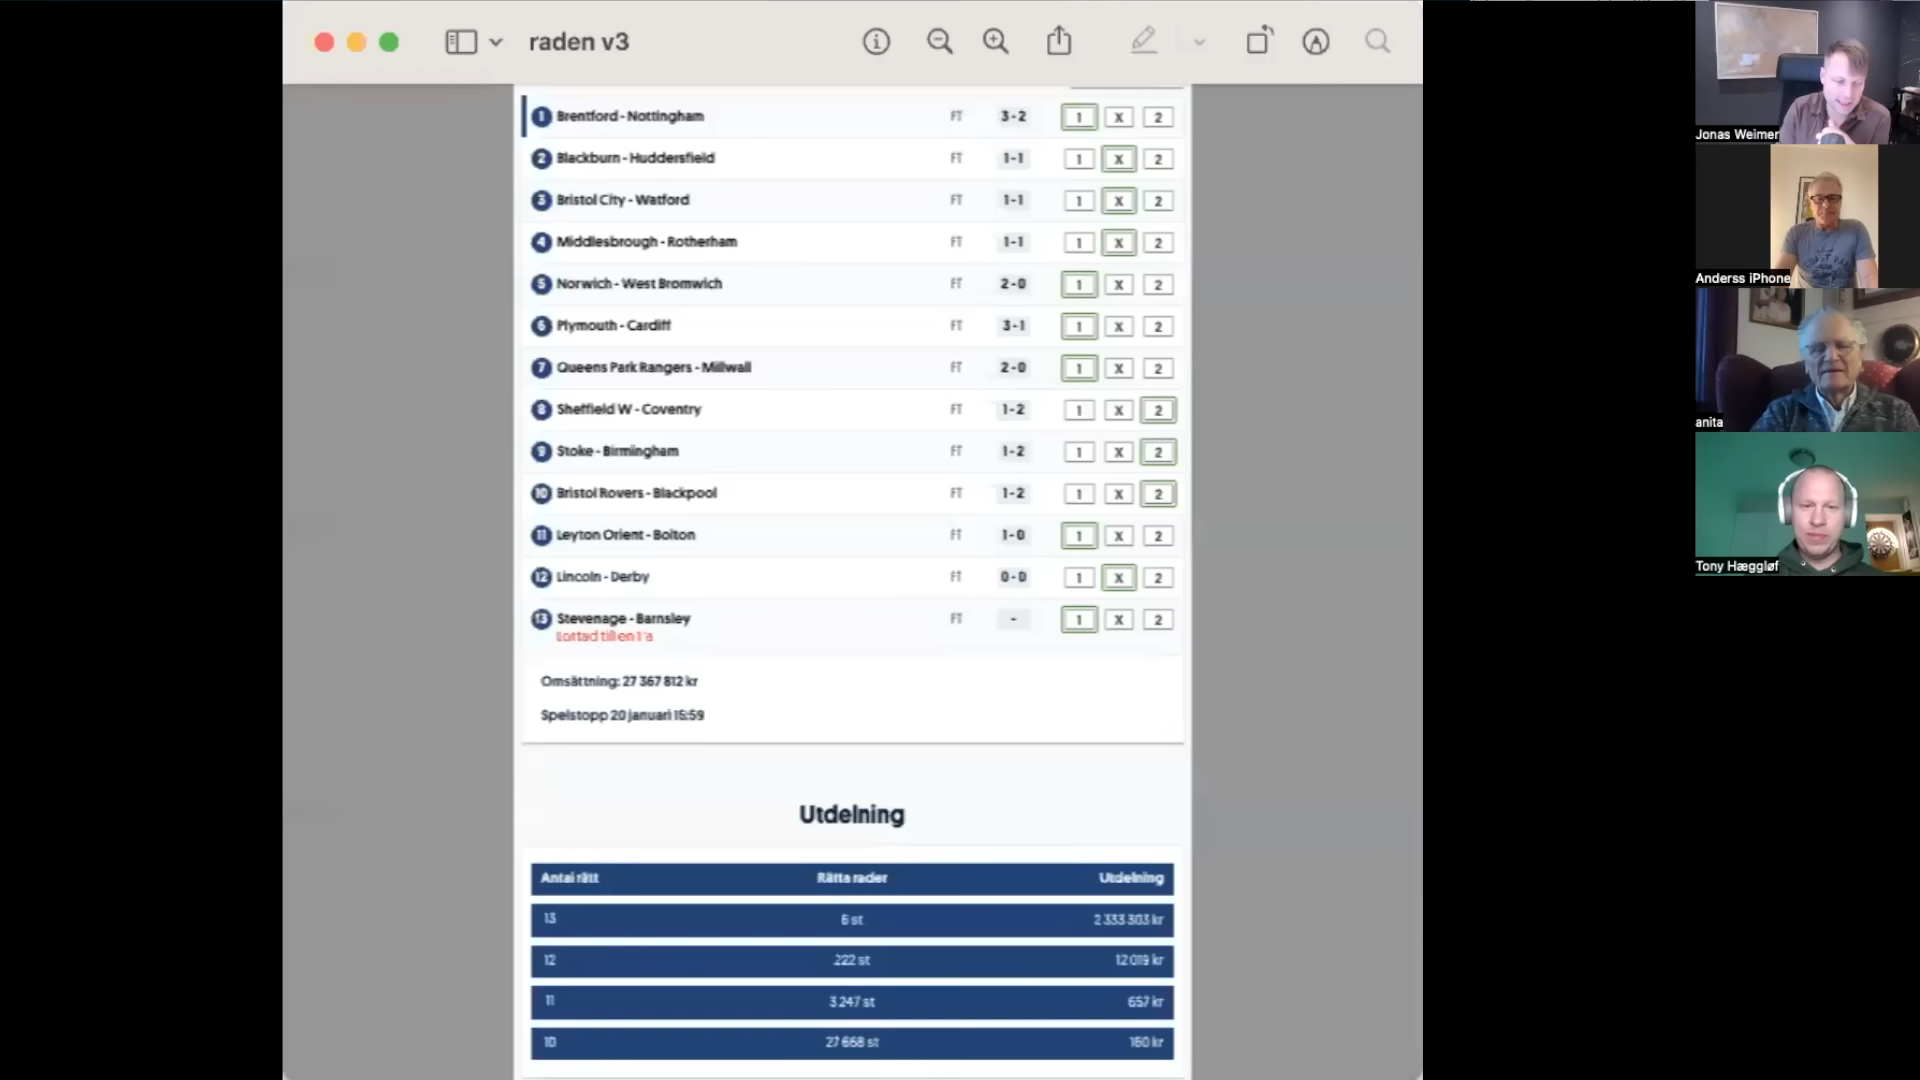 raden v3
1 Brentford - Nottingham FT 3 - 2 1 X 2
2 Blackburn - Huddersfield FT 1 - 1 1 X 2
3 Bristol City - Watford FT 1 - 1 1 X 2
4 Middlesbrough - Rotherham FT 1 - 1 1 X 2
5 Norwich - West Bromwich FT 2 - 0 1 X 2
6 Plymouth - Cardiff FT 3 - 1 1 X 2
7 Queens Park Rangers - Millwall FT 2 - 0 1 X 2
8 Sheffield W - Coventry FT 1 - 2 1 X 2
9 Stoke - Birmingham FT 1 - 2 1 X 2
10 Bristol Rovers - Blackpool FT 1 - 2 1 X 2
11 Leyton Orient - Bolton FT 1 - 0 1 X 2
12 Lincoln - Derby FT 0 - 0 1 X 2
13 Stevenage - Barnsley FT - 1 X 2
Lottad till en 1'a
Omsättning: 27 367 812 kr
Spelstopp 20 januari 15:59
Utdelning
Antal rätt Rätta rader Utdelning
13 6 st 2 333 303 kr
12 222 st 12 019 kr
11 3 247 st 657 kr
10 27 668 st 160 kr
Jonas Weimer
Anderss iPhone
anita
Tony Hægglöf